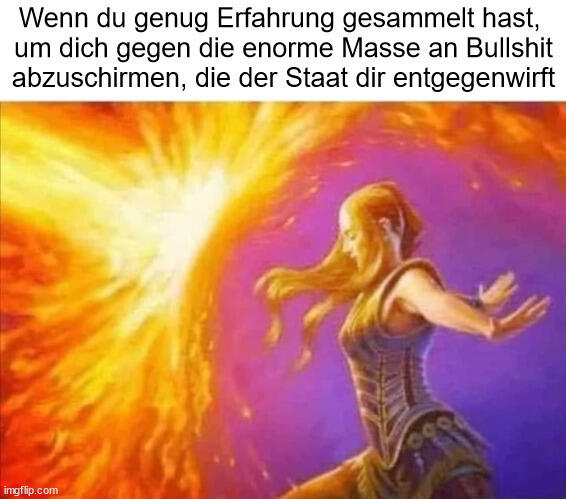 Wenn du genug Erfahrung gesammelt hast,
um dich gegen die enorme Masse an Bullshit
abzuschirmen, die der Staat dir entgegenwirft
imgflip.com